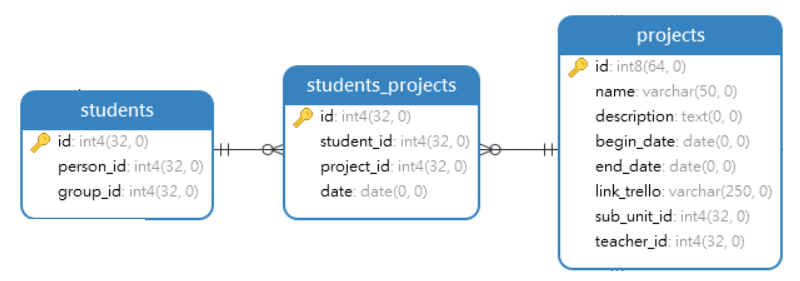 students
id: int4(32, 0)
person_id: int4(32, 0)
group_id: int4(32, 0)
students_projects
id: int4(32, 0)
student_id: int4(32, 0)
project_id: int4(32, 0)
date: date(0, 0)
projects
id: int8(64, 0)
name: varchar(50, 0)
description: text(0, 0)
begin_date: date(0, 0)
end_date: date(0, 0)
link_trello: varchar(250, 0)
sub_unit_id: int4(32, 0)
teacher_id: int4(32, 0)